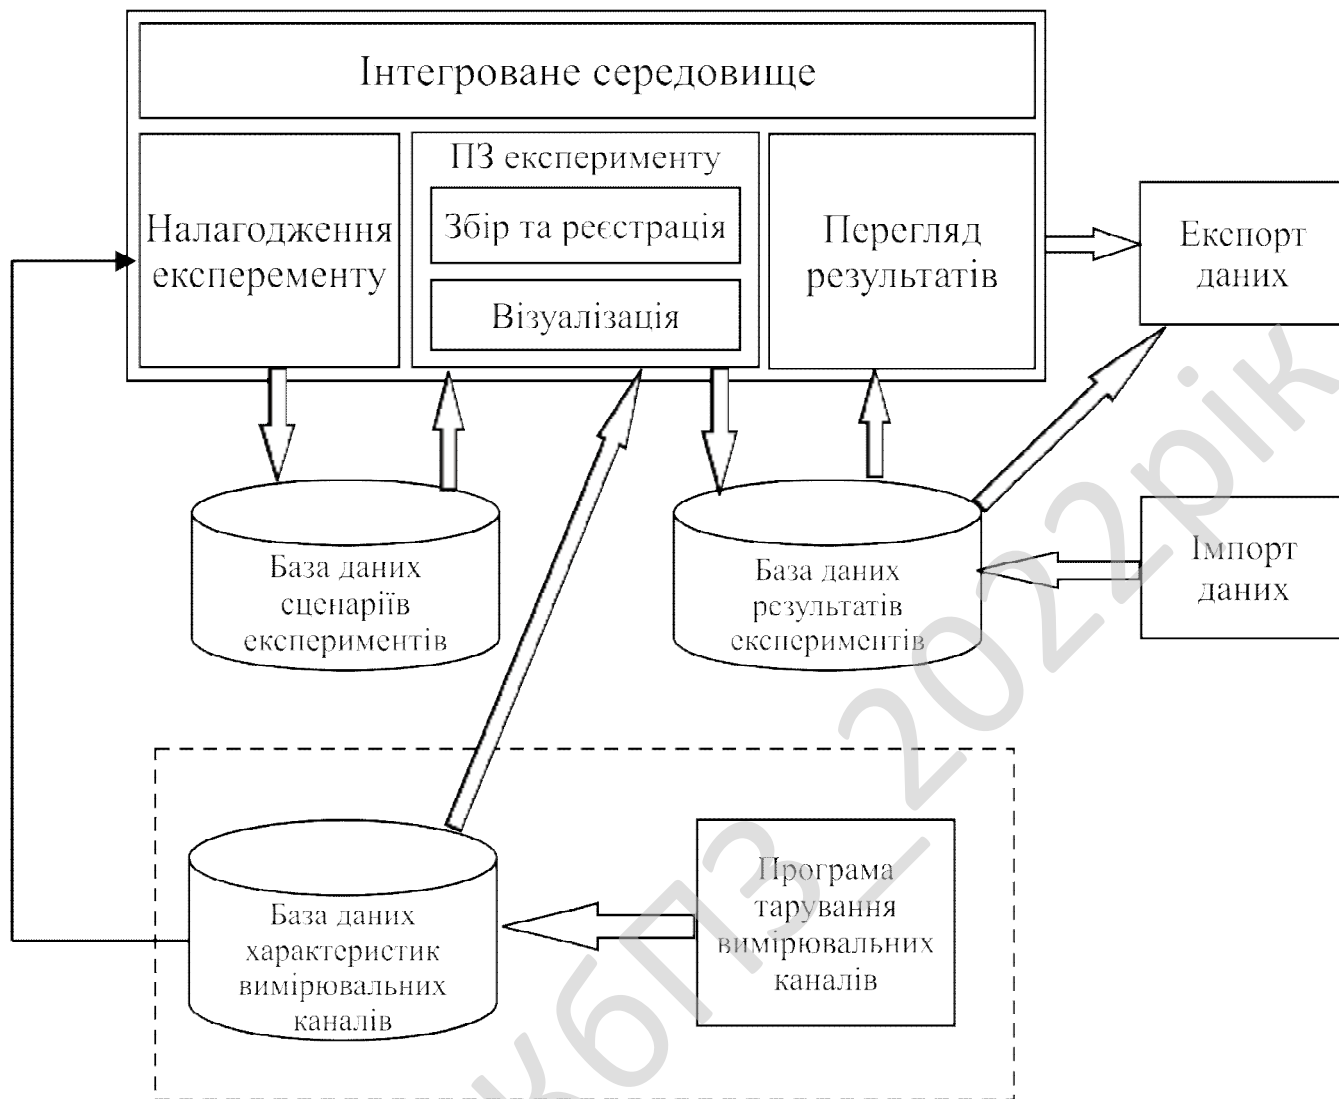 Інтегроване середовище
Налагодження
експеременту
ПЗ експерименту
Збір та реєстрація
Візуалізація
Перегляд
результатів
Експорт
даних
База даних
сценаріїв
експериментів
База даних
результатів
експериментів
Імпорт
даних
База даних
характеристик
вимірювальних
каналів
Програма
тарування
вимірювальних
каналів
КбПЗ_2022рік